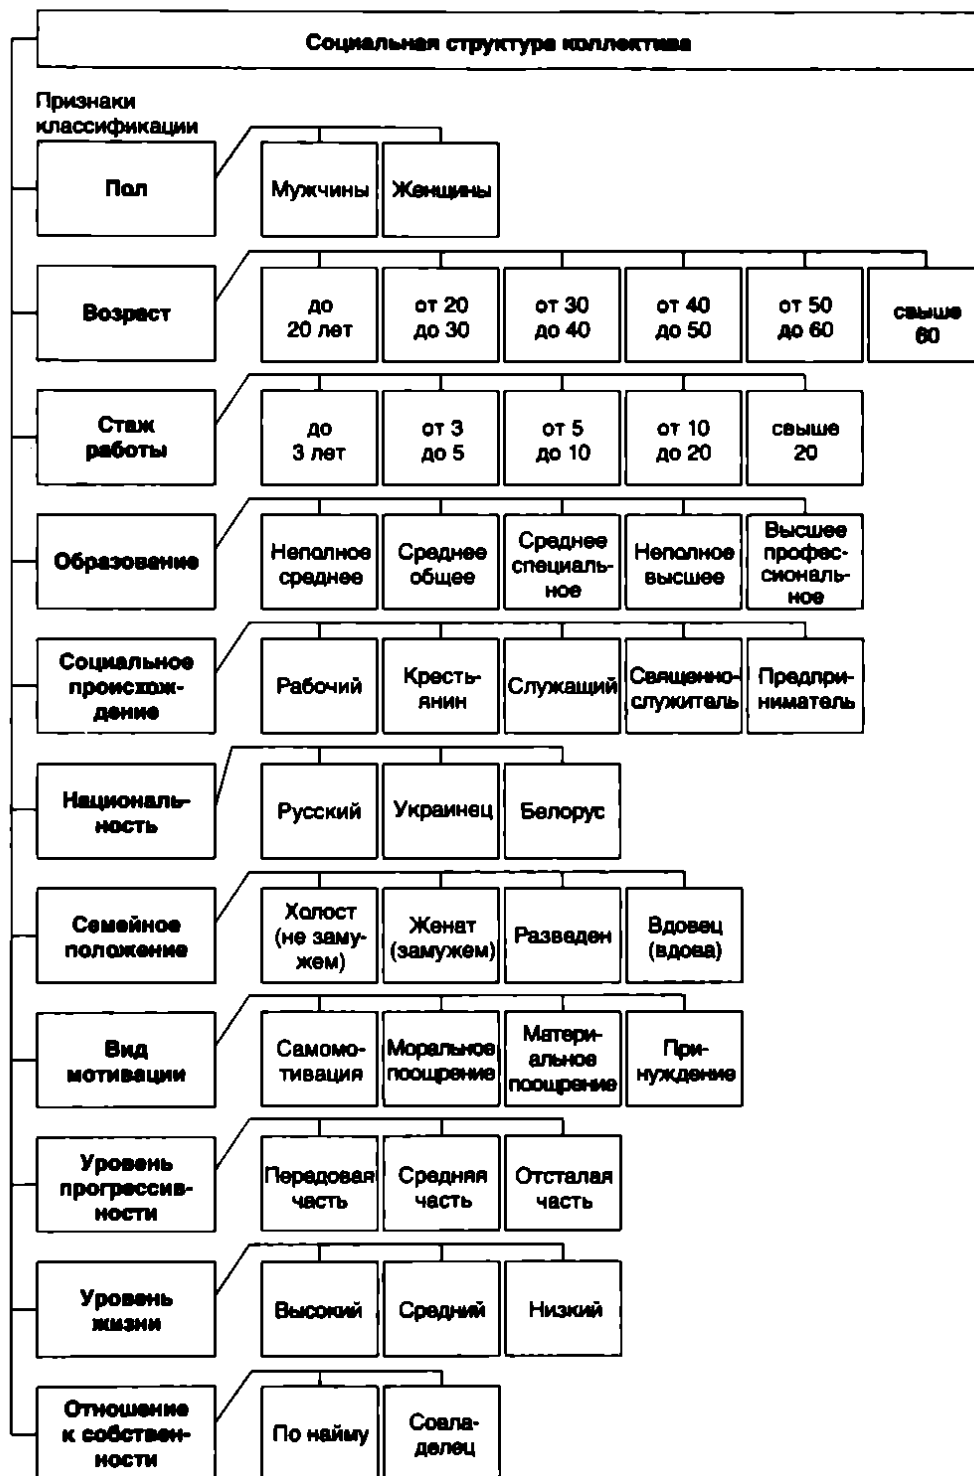 Социальная структура коллектива
Признаки
классификации
Пол
Мужчины
Женщины
Возраст
до
20 лет
от 20
до 30
от 30
до 40
от 40
до 50
от 50
до 60
свыше
60
Стаж
работы
до
3 лет
от 3
до 5
от 5
до 10
от 10
до 20
свыше
20
Образование
Неполное
среднее
Среднее
общее
Среднее
специаль-
ное
Неполное
высшее
Высшее
профес-
сиональ-
ное
Социальное
происхож-
дение
Рабочий
Кресть-
янин
Служащий
Священно-
служитель
Предпри-
ниматель
Националь-
ность
Русский
Украинец
Белорус
Семейное
положение
Холост
(не заму-
жем)
Женат
(замужем)
Разведен
Вдовец
(вдова)
Вид
мотивации
Самомо-
тивация
Моральное
поощрение
Матери-
альное
поощрение
При-
нуждение
Уровень
прогрессив-
ности
Передовая
часть
Средняя
часть
Отсталая
часть
Уровень
жизни
Высокий
Средний
Низкий
Отношение
к собствен-
ности
По найму
Совла-
делец